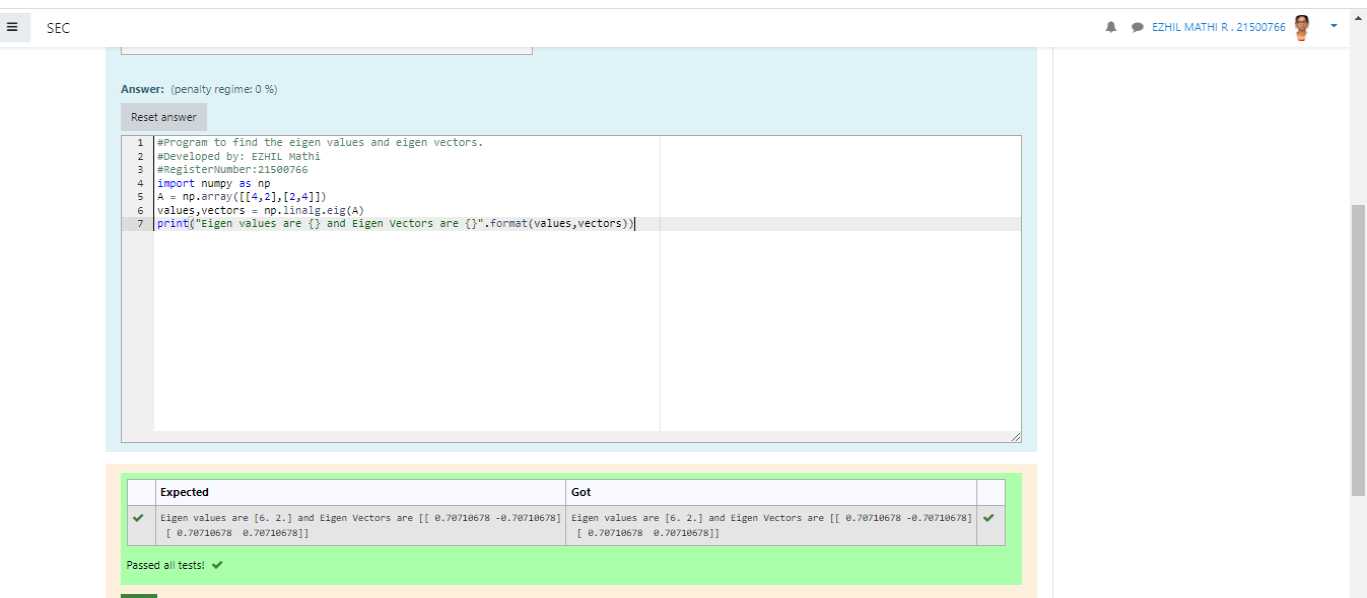 SEC
EZHIL MATHI R . 21500766
Answer: (penalty regime: 0 %)
Reset answer
1 #Program to find the eigen values and eigen vectors.
2 #Developed by: EZHIL Mathi
3 #RegisterNumber:21500766
4 import numpy as np
5 A = np.array([[4,2],[2,4]])
6 values,vectors = np.linalg.eig(A)
7 print("Eigen values are {} and Eigen Vectors are {}".format(values,vectors))
Expected Got
Eigen values are [6. 2.] and Eigen Vectors are [[ 0.70710678 -0.70710678] Eigen values are [6. 2.] and Eigen Vectors are [[ 0.70710678 -0.70710678]
[ 0.70710678 0.70710678]] [ 0.70710678 0.70710678]]
Passed all tests!